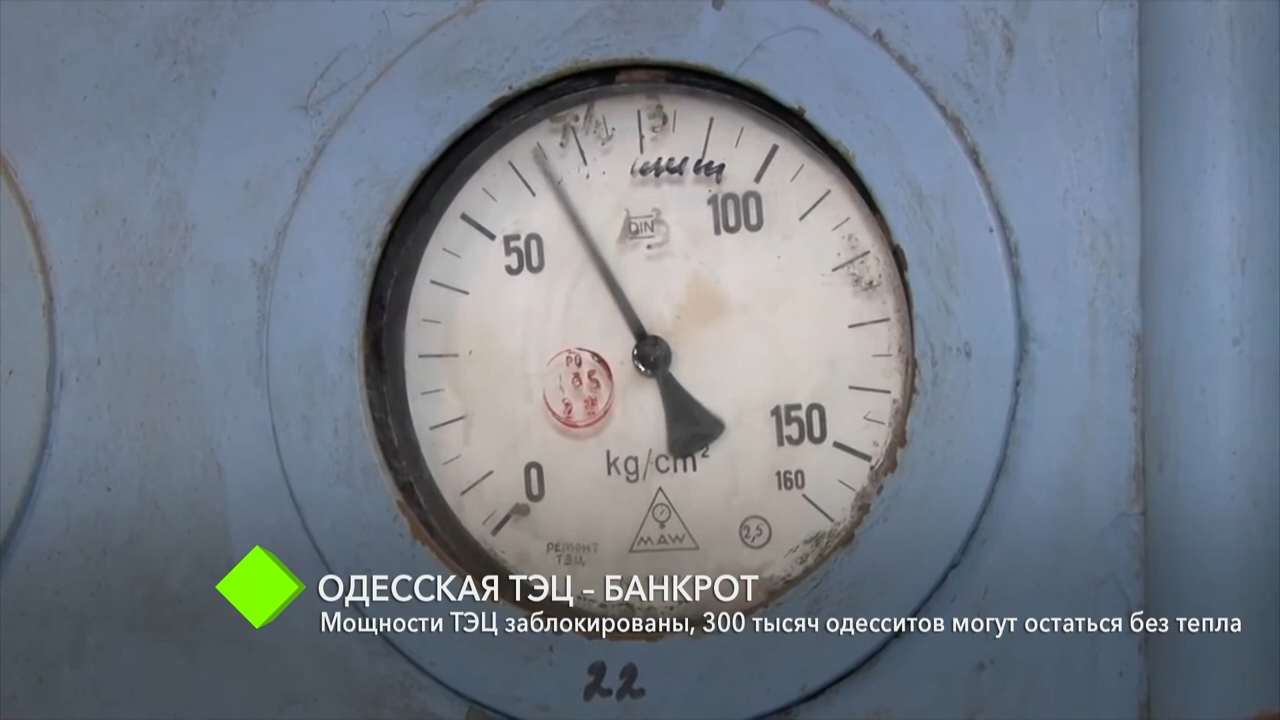 DIN
50
100
150
160
0
kg/cm²
MAW
2,5
РЕМОНТ
ТЭЦ
ОДЕССКАЯ ТЭЦ – БАНКРОТ
Мощности ТЭЦ заблокированы, 300 тысяч одесситов могут остаться без тепла
22